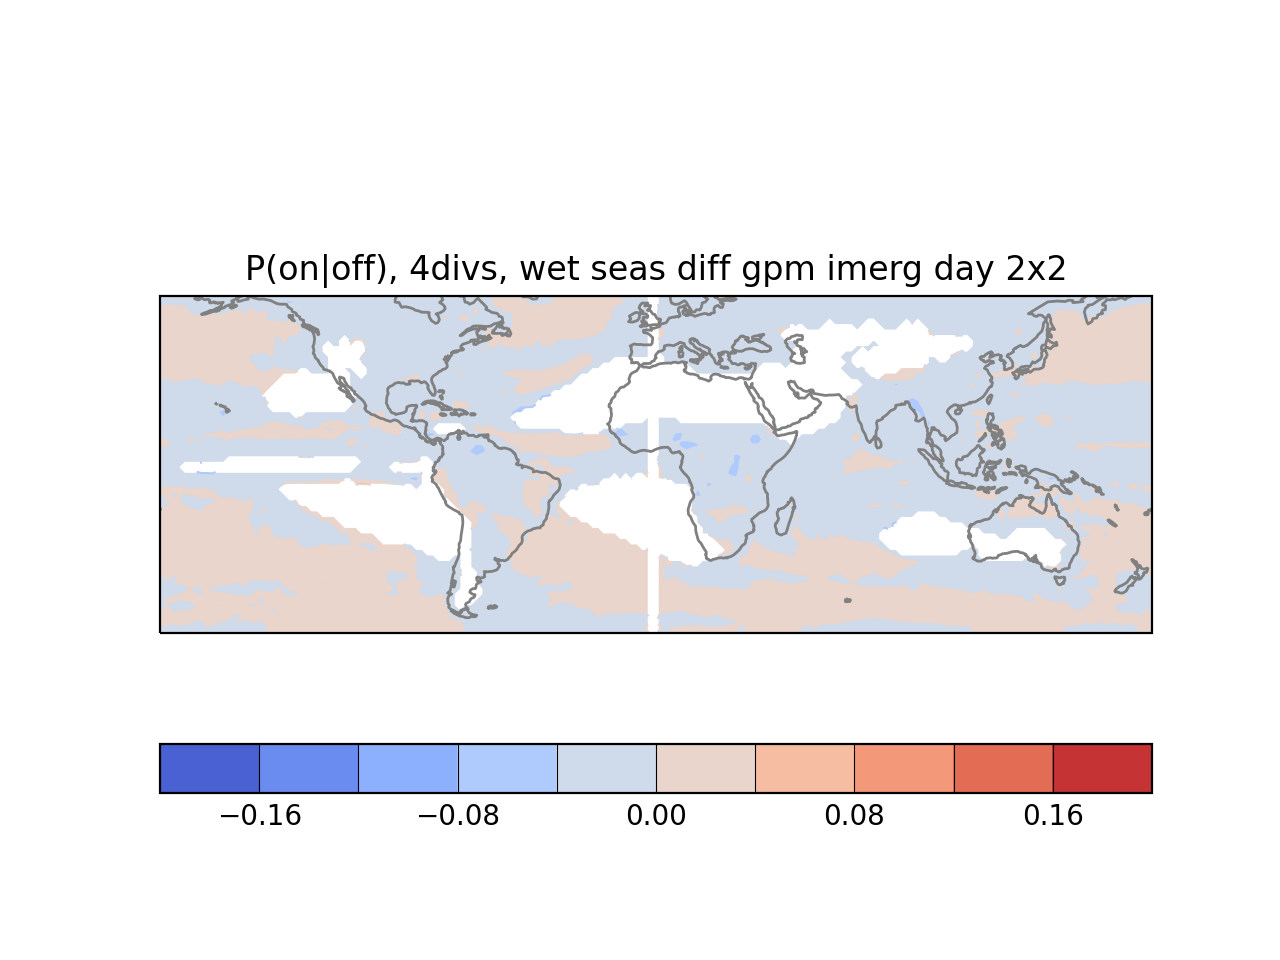 P(on|off), 4divs, wet seas diff gpm imerg day 2x2
−0.16 −0.08 0.00 0.08 0.16